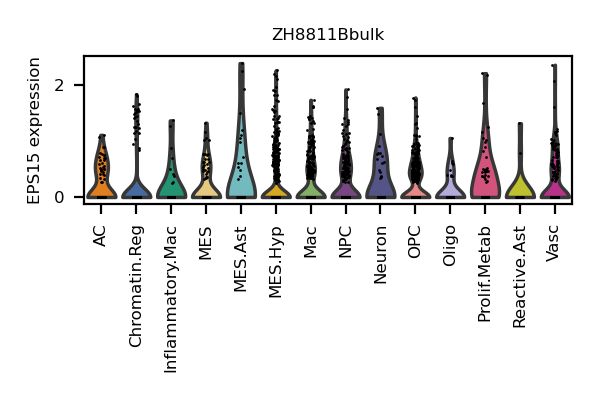 ZH8811Bbulk
EPS15 expression
2
0
AC
Chromatin.Reg
Inflammatory.Mac
MES
MES.Ast
MES.Hyp
Mac
NPC
Neuron
OPC
Oligo
Prolif.Metab
Reactive.Ast
Vasc